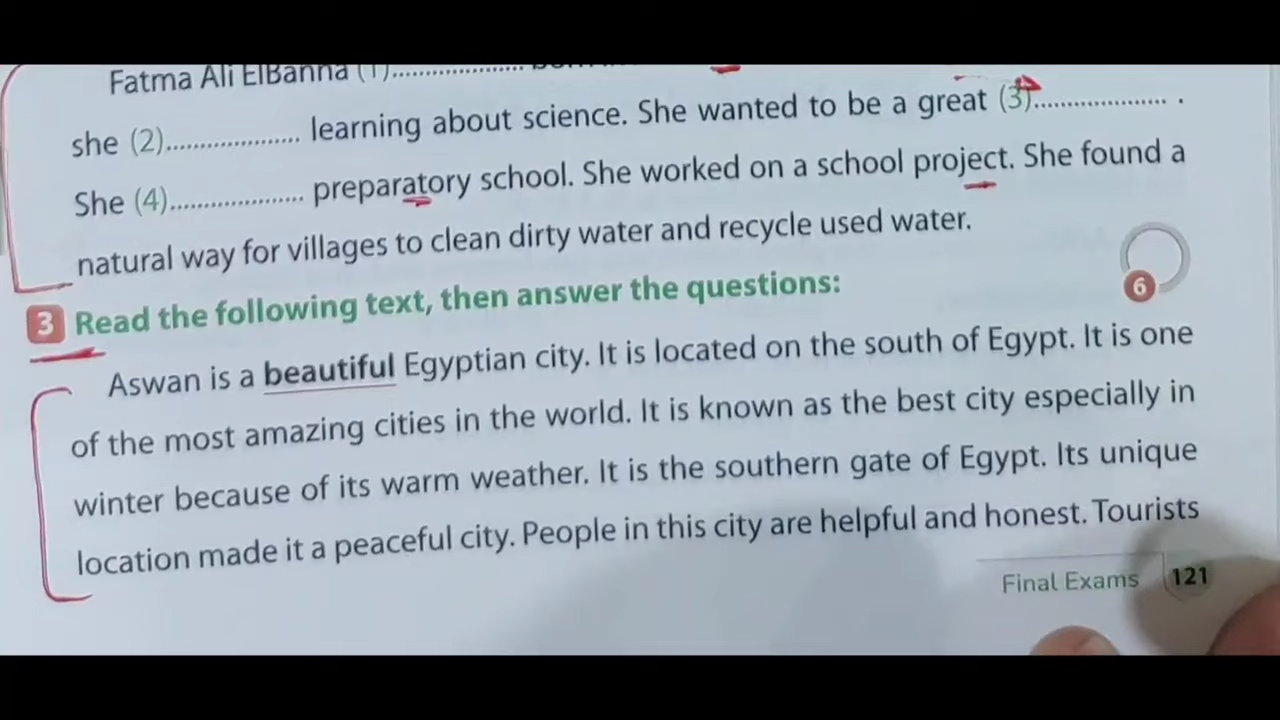 Fatma Ali ElBanna (1)....................
she (2)..................... learning about science. She wanted to be a great (3).................... .
She (4).................... preparatory school. She worked on a school project. She found a
natural way for villages to clean dirty water and recycle used water.
6
3 Read the following text, then answer the questions:
Aswan is a beautiful Egyptian city. It is located on the south of Egypt. It is one
of the most amazing cities in the world. It is known as the best city especially in
winter because of its warm weather. It is the southern gate of Egypt. Its unique
location made it a peaceful city. People in this city are helpful and honest. Tourists
Final Exams 121